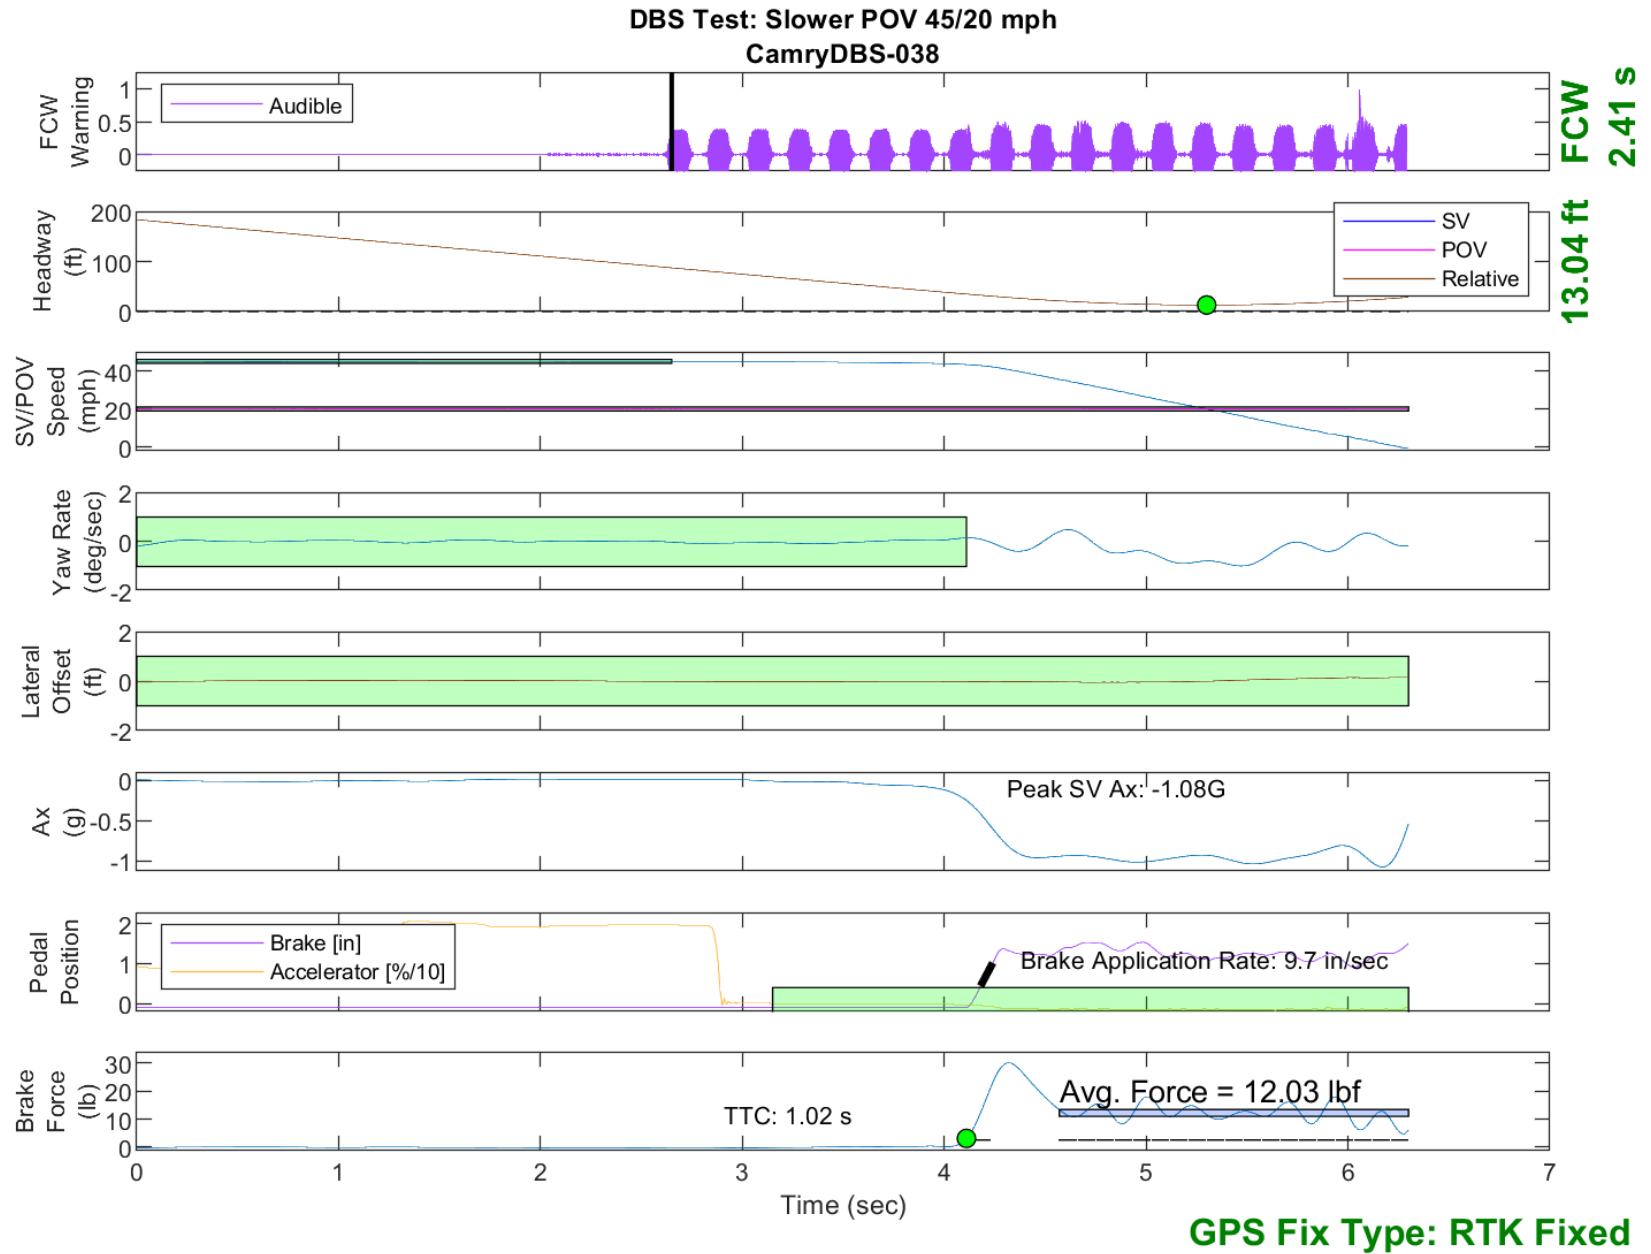 DBS Test: Slower POV 45/20 mph
CamryDBS-038
FCW
Warning
1
0.5
0
Audible
FCW
2.41 s
Headway
(ft)
200
100
0
SV
POV
Relative
13.04 ft
SV/POV
Speed
(mph)
40
20
0
Yaw Rate
(deg/sec)
2
0
-2
Lateral
Offset
(ft)
2
0
-2
Ax
(g)
0
-0.5
-1
Peak SV Ax: -1.08G
Pedal
Position
2
1
0
Brake [in]
Accelerator [%/10]
Brake Application Rate: 9.7 in/sec
Brake
Force
(lb)
30
20
10
0
TTC: 1.02 s
Avg. Force = 12.03 lbf
0 1 2 3 4 5 6 7
Time (sec)
GPS Fix Type: RTK Fixed